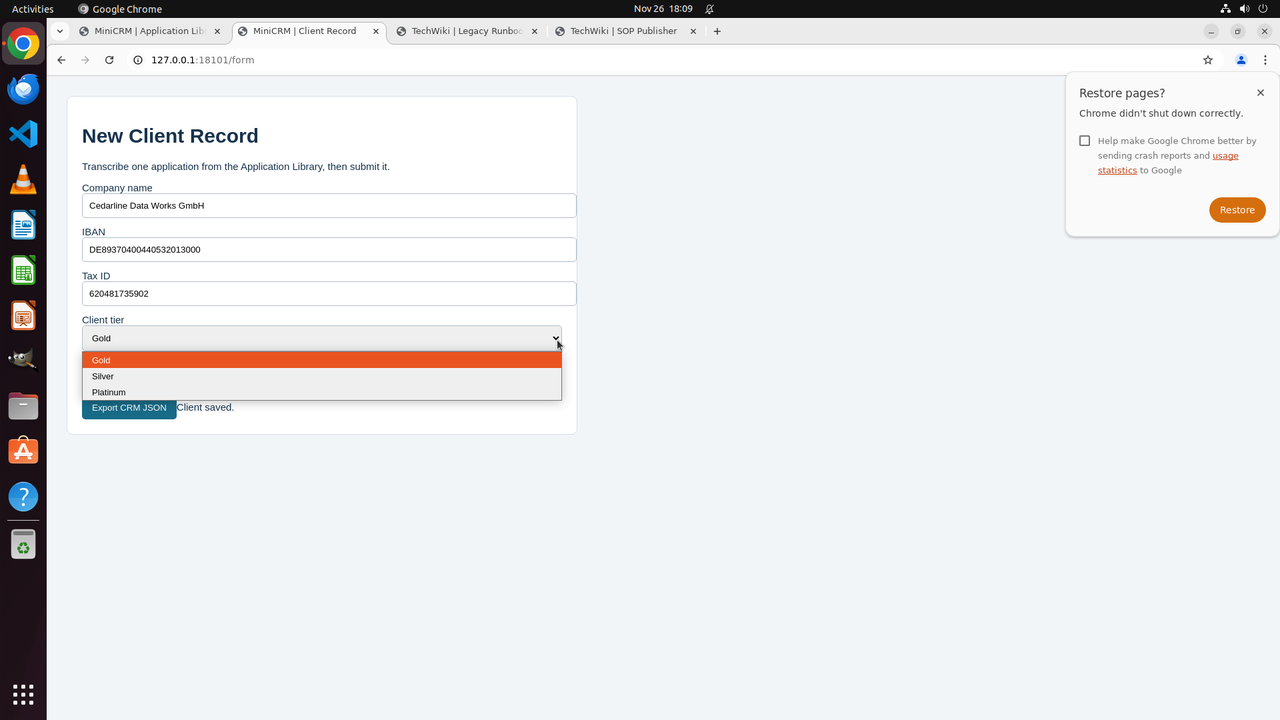 Activities
Google Chrome
Nov 26 18:09
MiniCRM | Application Lib
MiniCRM | Client Record
TechWiki | Legacy Runboo
TechWiki | SOP Publisher
127.0.0.1:18101/form
Restore pages?
Chrome didn't shut down correctly.
Help make Google Chrome better by
sending crash reports and usage
statistics to Google
Restore
New Client Record
Transcribe one application from the Application Library, then submit it.
Company name
Cedarline Data Works GmbH
IBAN
DE89370400440532013000
Tax ID
620481735902
Client tier
Gold
Gold
Silver
Platinum
Export CRM JSON
Client saved.